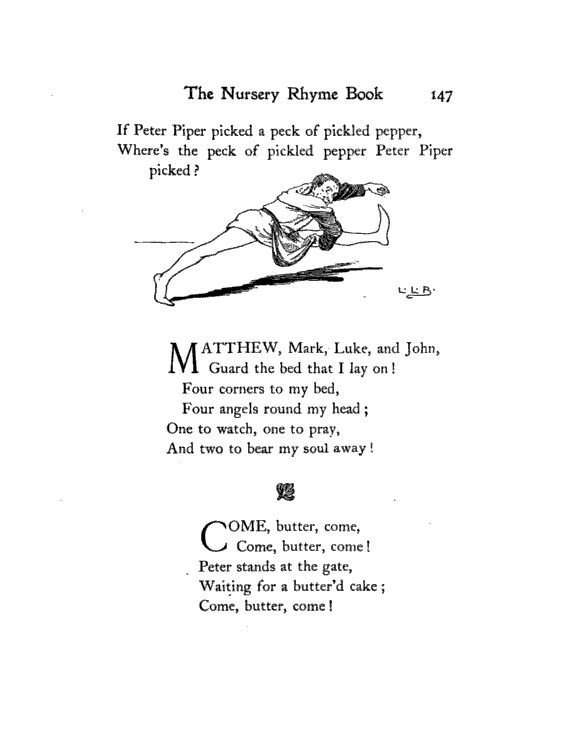 The Nursery Rhyme Book 147
If Peter Piper picked a peck of pickled pepper,
Where's the peck of pickled pepper Peter Piper
picked?
L. L. B.
MATTHEW, Mark, Luke, and John,
Guard the bed that I lay on!
Four corners to my bed,
Four angels round my head;
One to watch, one to pray,
And two to bear my soul away!
COME, butter, come,
Come, butter, come!
Peter stands at the gate,
Waiting for a butter'd cake;
Come, butter, come!